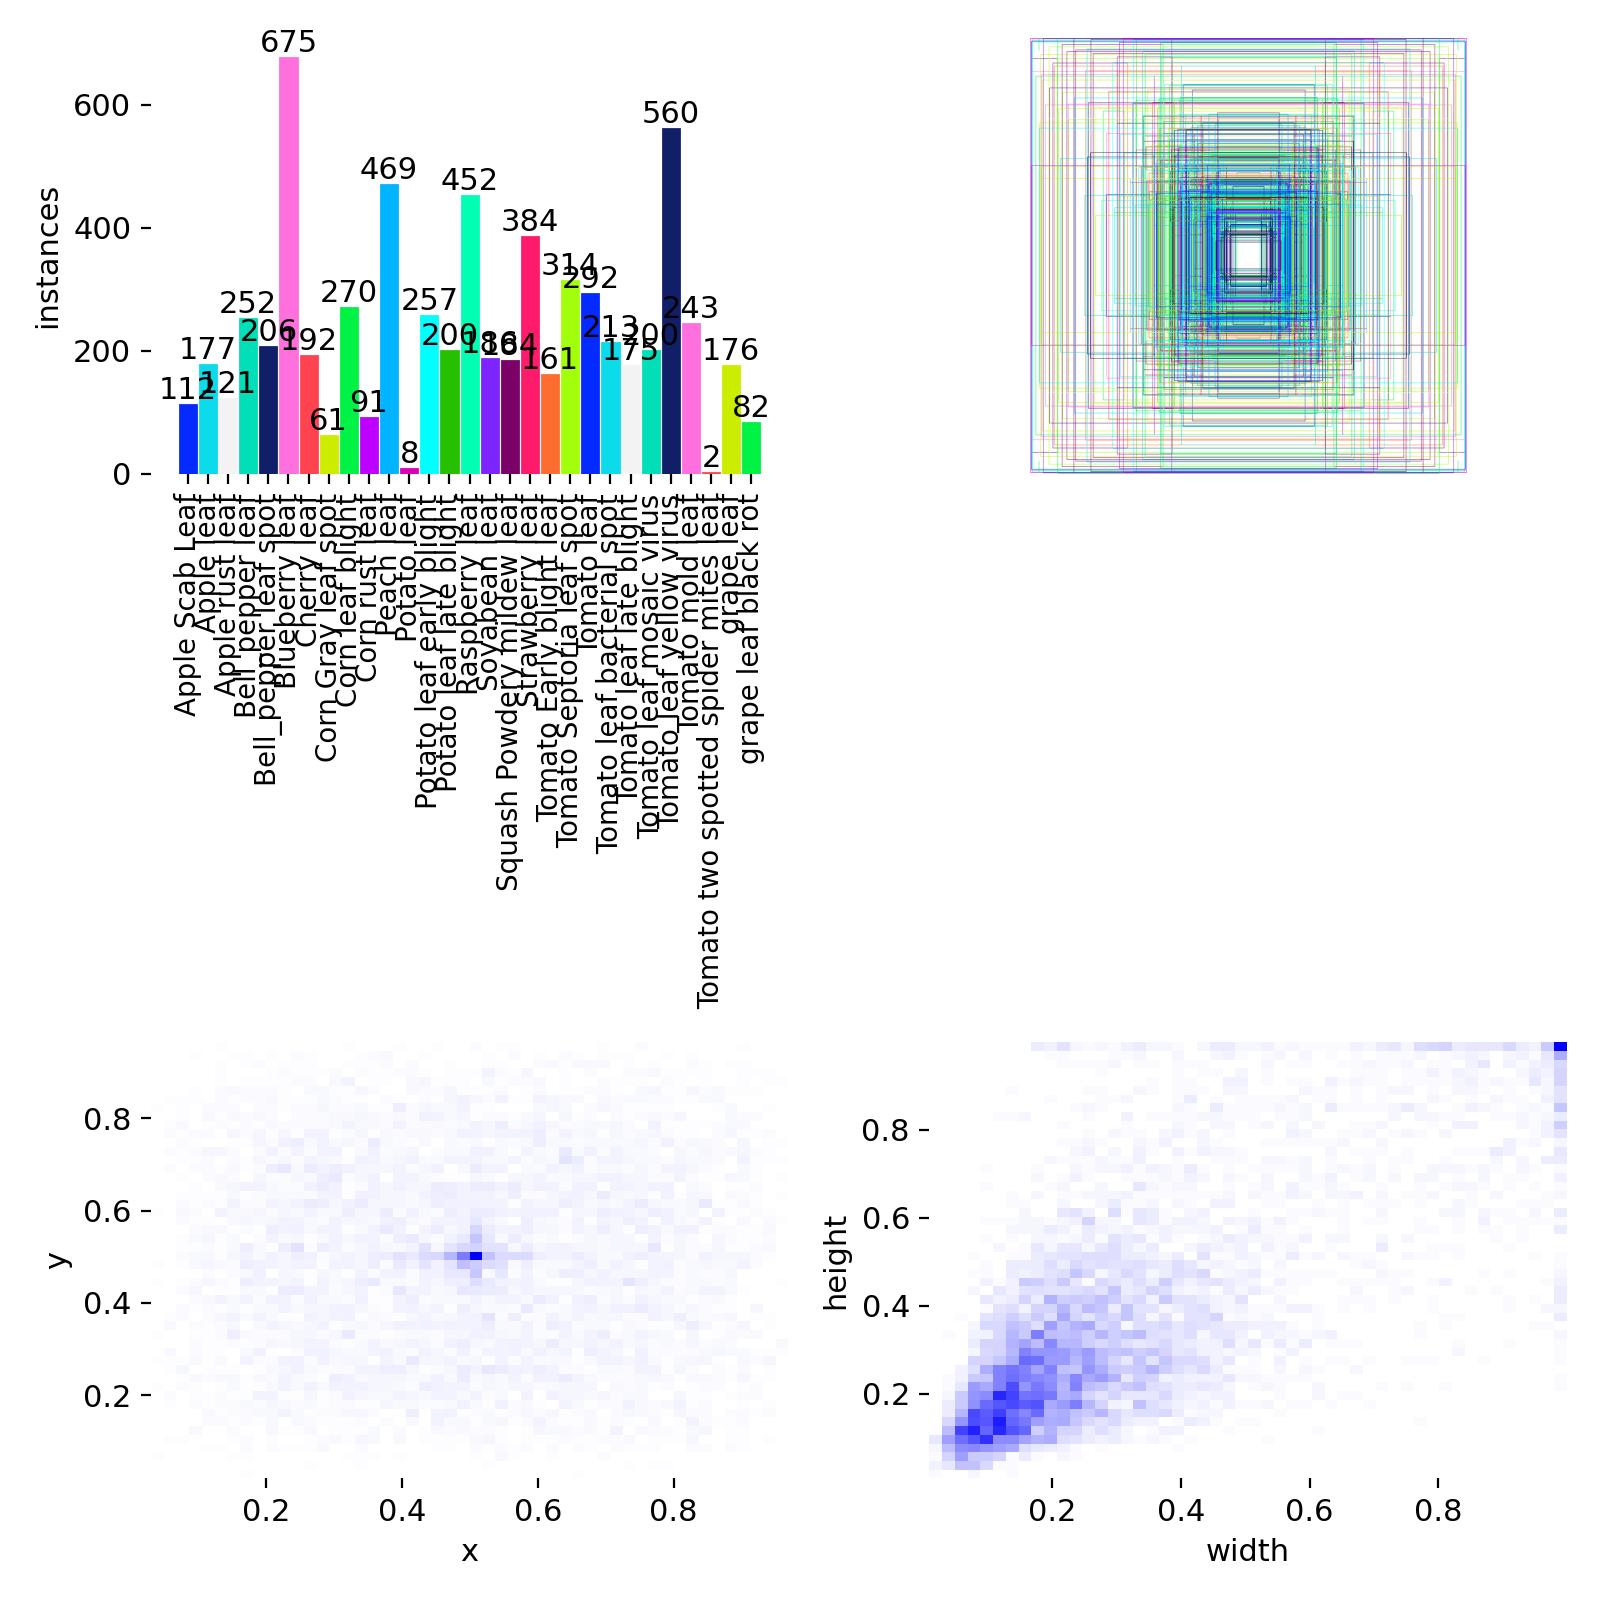 675
560
469
452
384
314
292
270
257
252
243
206
200
213
200
192
186
184
177
175
176
161
121
112
91
82
61
8
2
600
400
200
0
instances
Apple Scab Leaf
Apple leaf
Apple rust leaf
Bell_pepper leaf
Bell_pepper leaf spot
Blueberry leaf
Cherry leaf
Corn Gray leaf spot
Corn leaf blight
Corn rust leaf
Peach leaf
Potato leaf
Potato leaf early blight
Potato leaf late blight
Raspberry leaf
Soyabean leaf
Squash Powdery mildew leaf
Strawberry leaf
Tomato Early blight leaf
Tomato Septoria leaf spot
Tomato leaf
Tomato leaf bacterial spot
Tomato leaf late blight
Tomato leaf mosaic virus
Tomato leaf yellow virus
Tomato mold leaf
Tomato two spotted spider mites leaf
grape leaf
grape leaf black rot
0.8
0.6
0.4
0.2
y
0.2 0.4 0.6 0.8
x
0.8
0.6
0.4
0.2
height
0.2 0.4 0.6 0.8
width